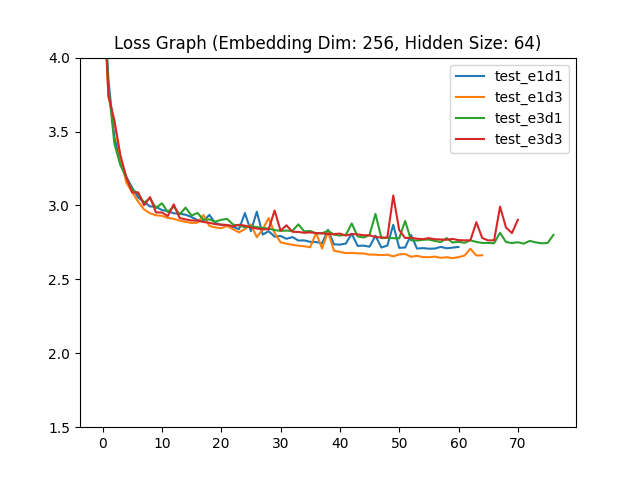 Loss Graph (Embedding Dim: 256, Hidden Size: 64)
4.0
3.5
3.0
2.5
2.0
1.5
0 10 20 30 40 50 60 70
test_e1d1
test_e1d3
test_e3d1
test_e3d3